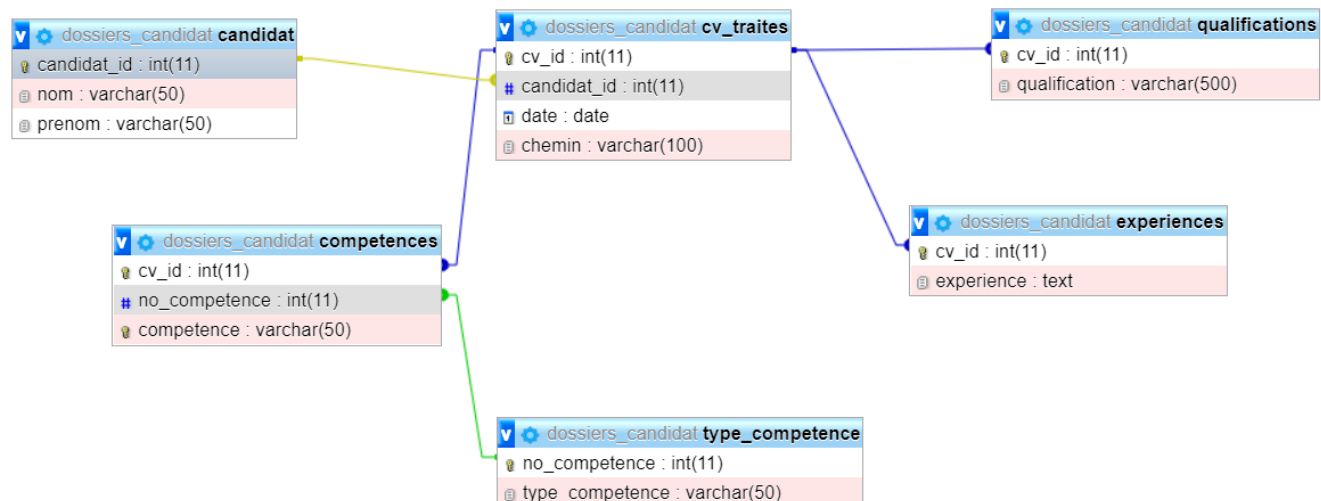 dossiers_candidat candidat
candidat_id : int(11)
nom : varchar(50)
prenom : varchar(50)
dossiers_candidat cv_traites
cv_id : int(11)
candidat_id : int(11)
date : date
chemin : varchar(100)
dossiers_candidat qualifications
cv_id : int(11)
qualification : varchar(500)
dossiers_candidat competences
cv_id : int(11)
no_competence : int(11)
competence : varchar(50)
dossiers_candidat experiences
cv_id : int(11)
experience : text
dossiers_candidat type_competence
no_competence : int(11)
type_competence : varchar(50)